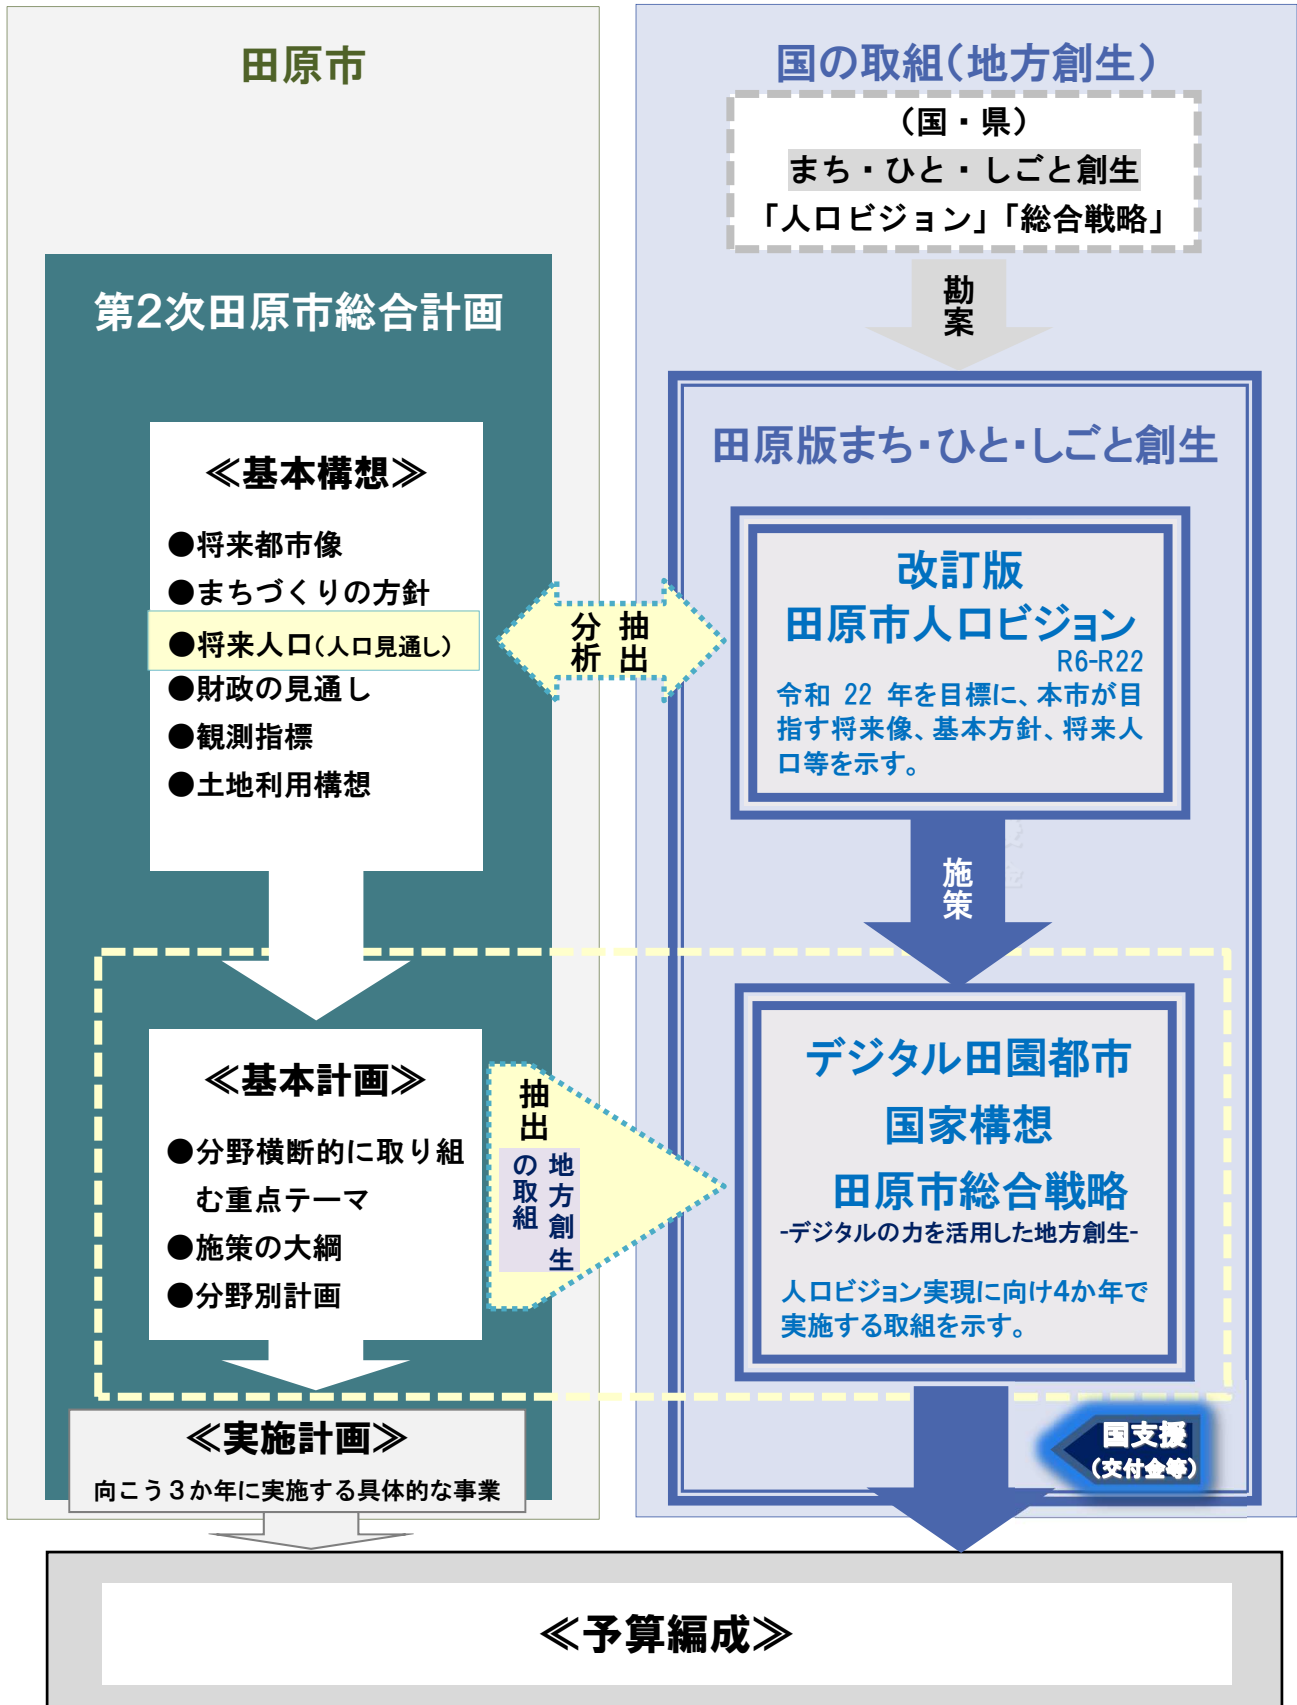 田原市
第2次田原市総合計画
≪基本構想≫
●将来都市像
●まちづくりの方針
●将来人口(人口見通し)
●財政の見通し
●観測指標
●土地利用構想
≪基本計画≫
●分野横断的に取り組
む重点テーマ
●施策の大綱
●分野別計画
≪実施計画≫
向こう3か年に実施する具体的な事業
分析
抽出
抽出
地方創生
の取組
国の取組(地方創生)
(国・県)
まち・ひと・しごと創生
「人口ビジョン」「総合戦略」
勘案
田原版まち・ひと・しごと創生
改訂版
田原市人口ビジョン
R6-R22
令和 22 年を目標に、本市が目
指す将来像、基本方針、将来人
口等を示す。
施策
デジタル田園都市
国家構想
田原市総合戦略
-デジタルの力を活用した地方創生-
人口ビジョン実現に向け4か年で
実施する取組を示す。
国支援
(交付金等)
≪予算編成≫